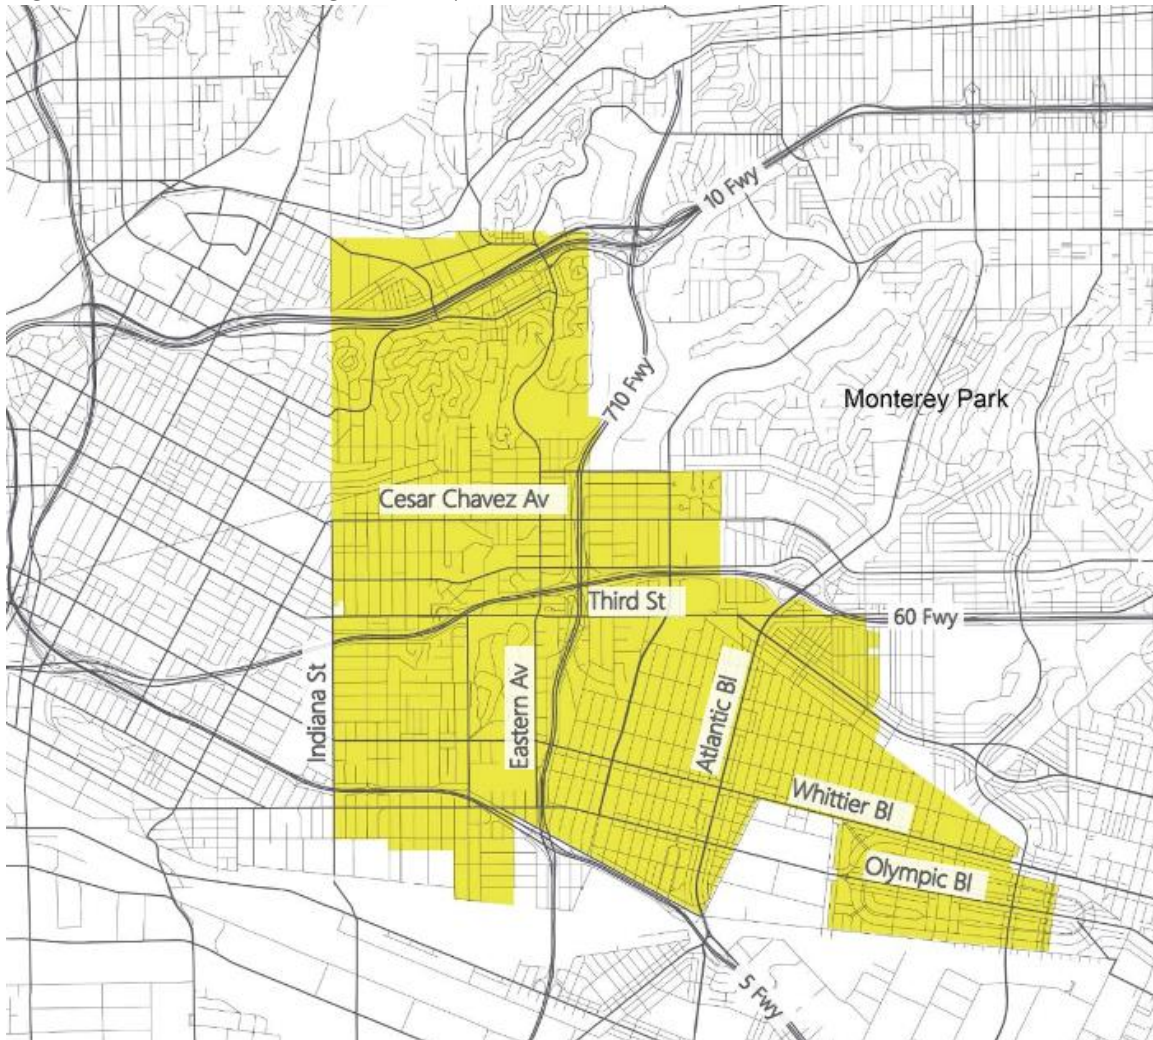 10 Fwy
710 Fwy
Monterey Park
Cesar Chavez Av
Third St
60 Fwy
Indiana St
Eastern Av
Atlantic Bl
Whittier Bl
Olympic Bl
5 Fwy